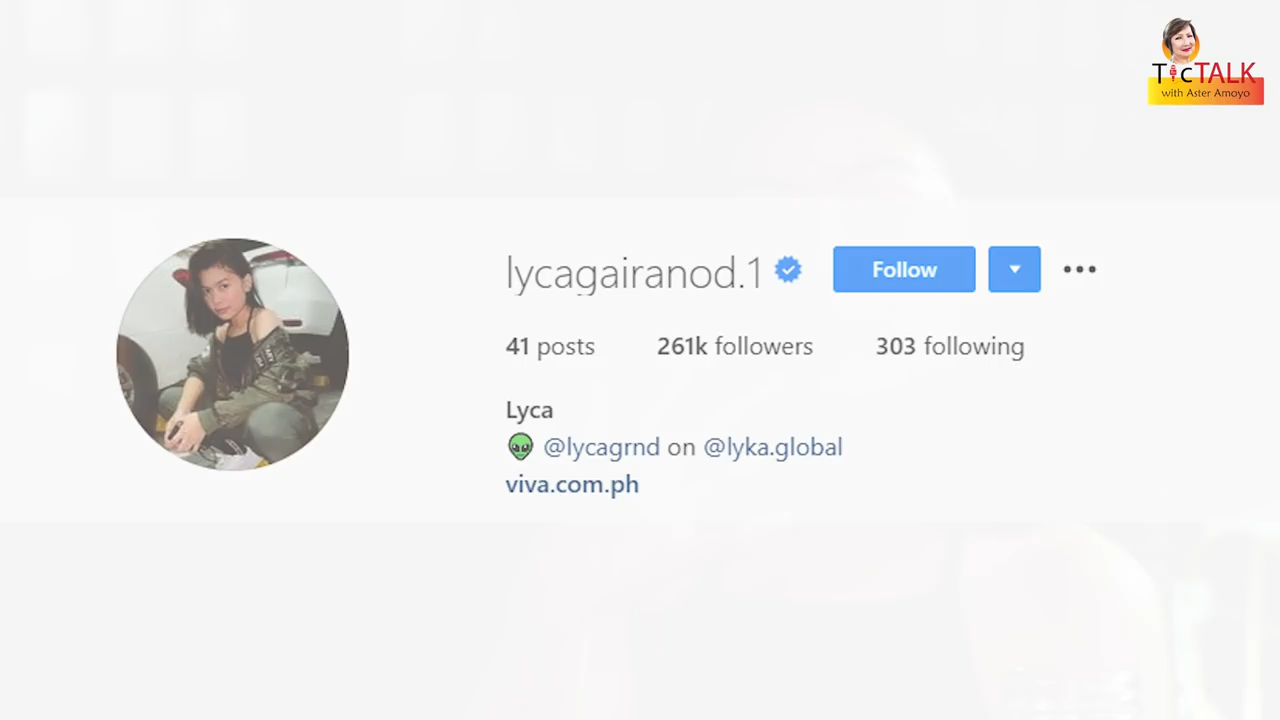 TicTALK
with Aster Amoyo
lycagairanod.1 Follow
41 posts 261k followers 303 following
Lyca
@lycagrnd on @lyka.global
viva.com.ph